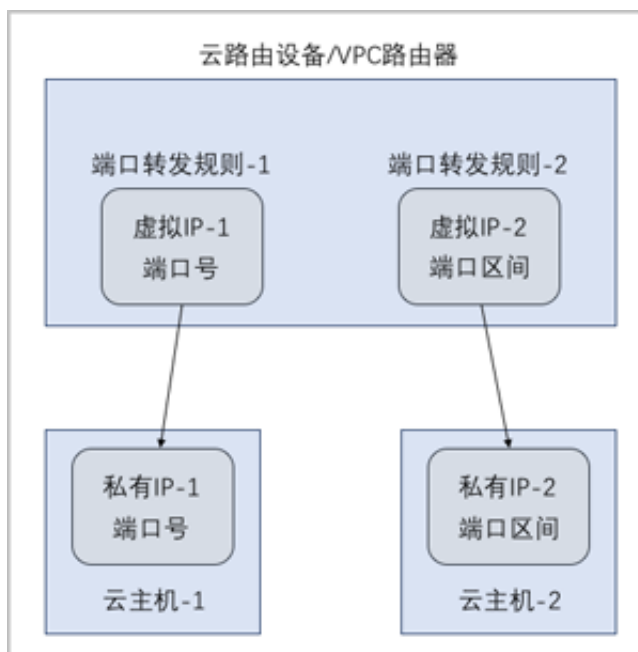 云路由设备/VPC路由器
端口转发规则-1
端口转发规则-2
虚拟IP-1
端口号
虚拟IP-2
端口区间
私有IP-1
端口号
私有IP-2
端口区间
云主机-1
云主机-2